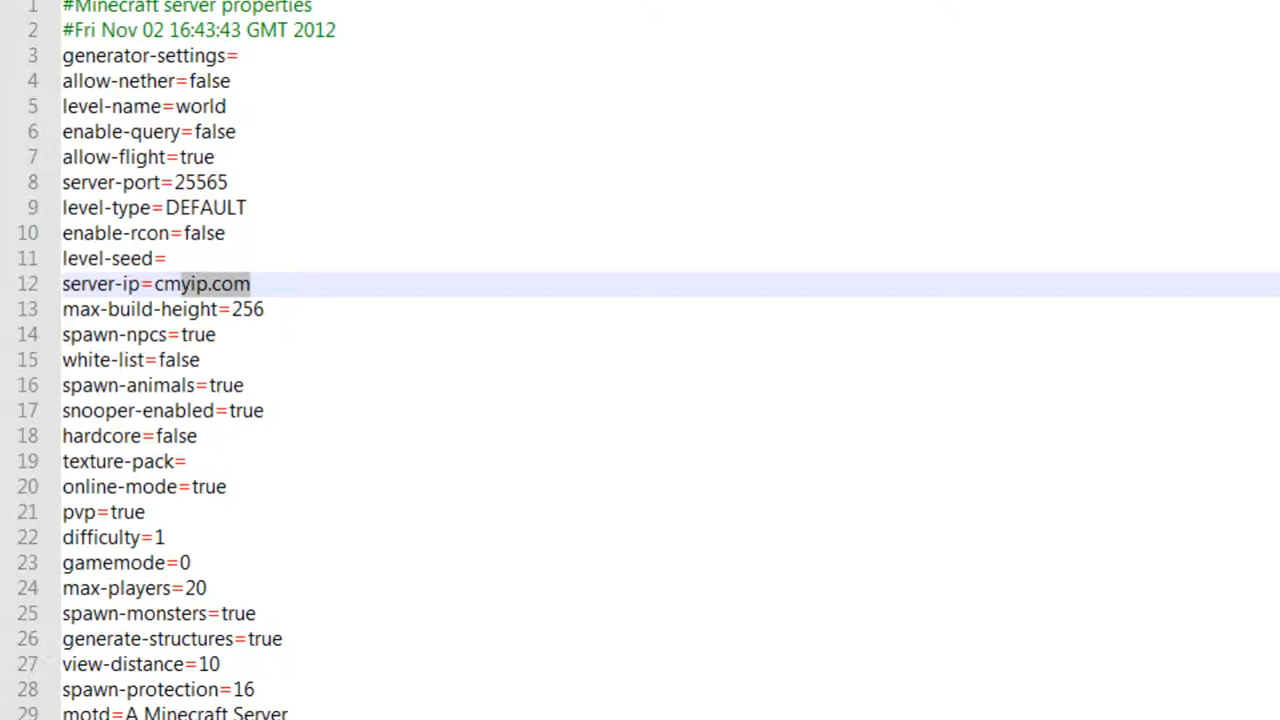 1 #Minecraft server properties
2 #Fri Nov 02 16:43:43 GMT 2012
3 generator-settings=
4 allow-nether=false
5 level-name=world
6 enable-query=false
7 allow-flight=true
8 server-port=25565
9 level-type=DEFAULT
10 enable-rcon=false
11 level-seed=
12 server-ip=cmyip.com
13 max-build-height=256
14 spawn-npcs=true
15 white-list=false
16 spawn-animals=true
17 snooper-enabled=true
18 hardcore=false
19 texture-pack=
20 online-mode=true
21 pvp=true
22 difficulty=1
23 gamemode=0
24 max-players=20
25 spawn-monsters=true
26 generate-structures=true
27 view-distance=10
28 spawn-protection=16
29 motd=A Minecraft Server